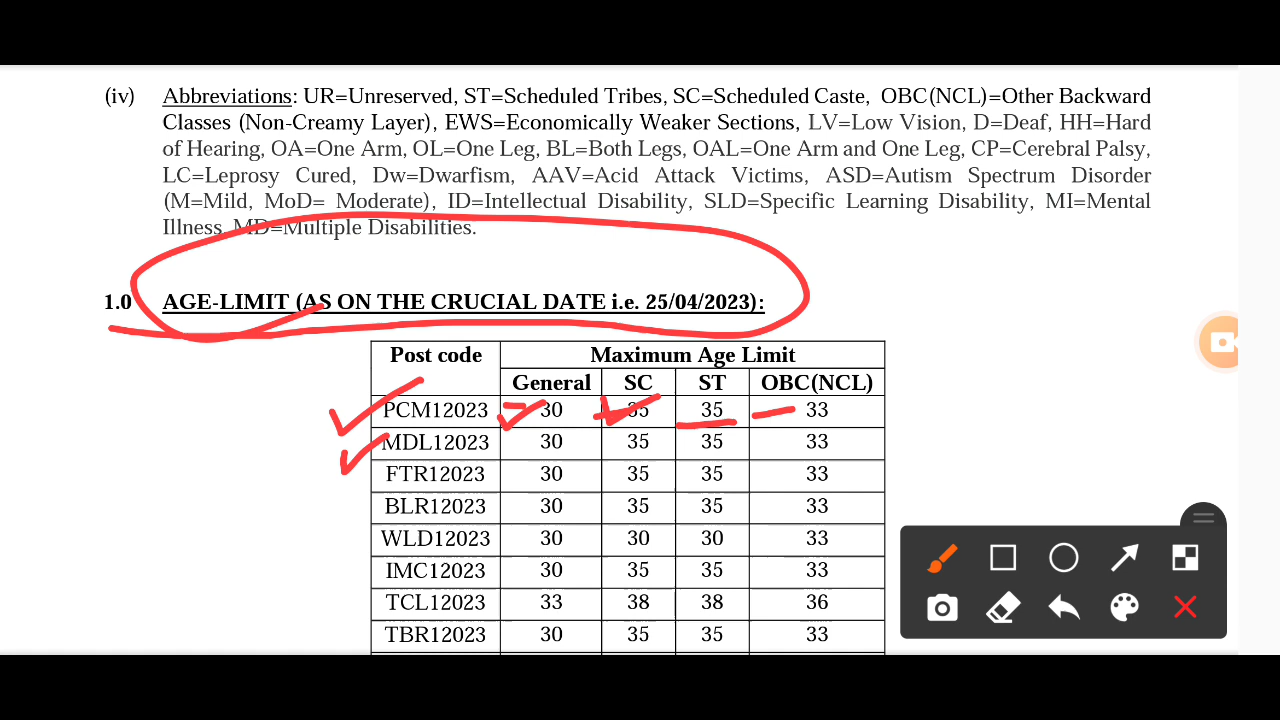 (iv) Abbreviations: UR=Unreserved, ST=Scheduled Tribes, SC=Scheduled Caste, OBC(NCL)=Other Backward
Classes (Non-Creamy Layer), EWS=Economically Weaker Sections, LV=Low Vision, D=Deaf, HH=Hard
of Hearing, OA=One Arm, OL=One Leg, BL=Both Legs, OAL=One Arm and One Leg, CP=Cerebral Palsy,
LC=Leprosy Cured, Dw=Dwarfism, AAV=Acid Attack Victims, ASD=Autism Spectrum Disorder
(M=Mild, MoD= Moderate), ID=Intellectual Disability, SLD=Specific Learning Disability, MI=Mental
Illness, MD=Multiple Disabilities.
1.0 AGE-LIMIT (AS ON THE CRUCIAL DATE i.e. 25/04/2023):
Post code Maximum Age Limit
General SC ST OBC(NCL)
PCM12023 30 35 35 33
MDL12023 30 35 35 33
FTR12023 30 35 35 33
BLR12023 30 35 35 33
WLD12023 30 30 30 33
IMC12023 30 35 35 33
TCL12023 33 38 38 36
TBR12023 30 35 35 33